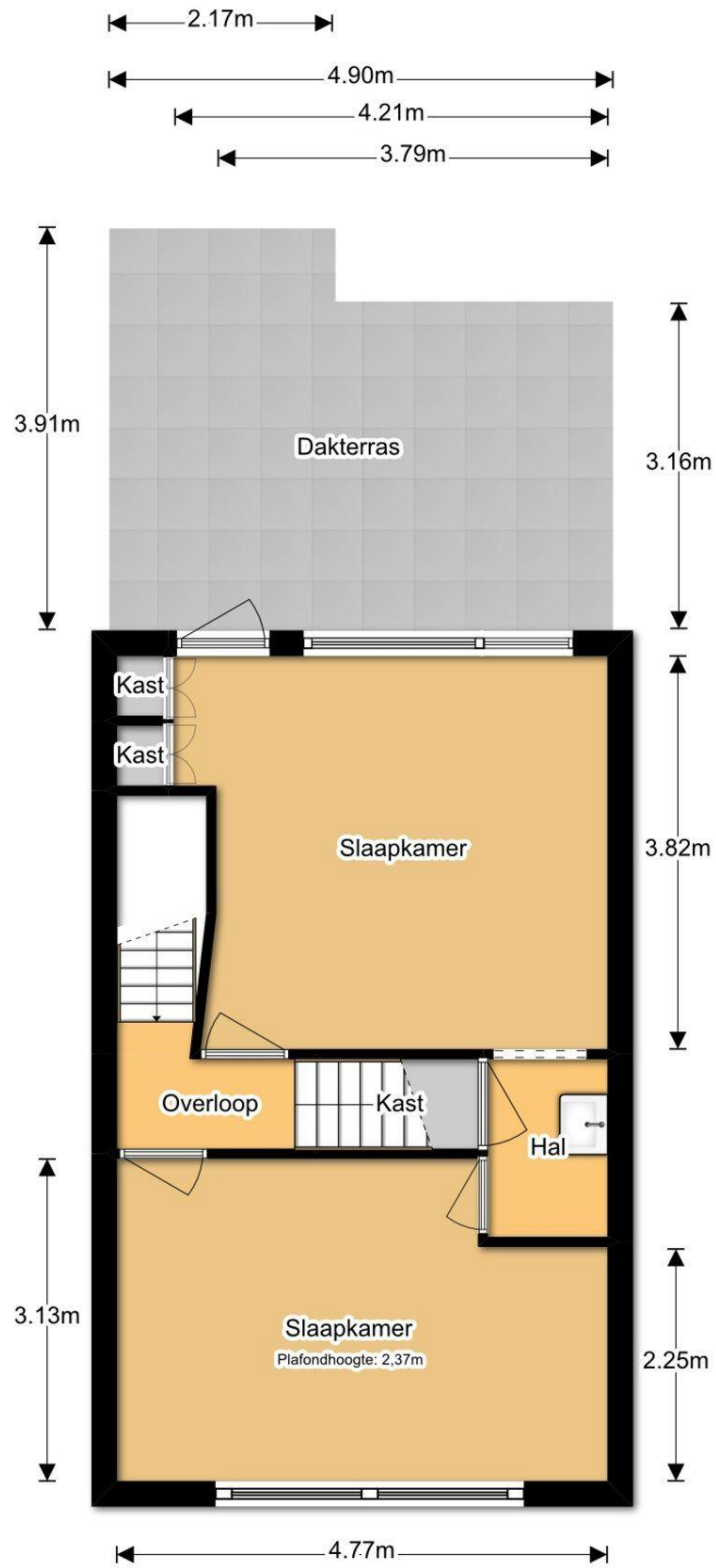 2.17m
4.90m
4.21m
3.79m
3.91m
Dakterras
3.16m
Kast
Kast
Slaapkamer
3.82m
Overloop
Kast
Hal
3.13m
Slaapkamer
Plafondhoogte: 2,37m
2.25m
4.77m